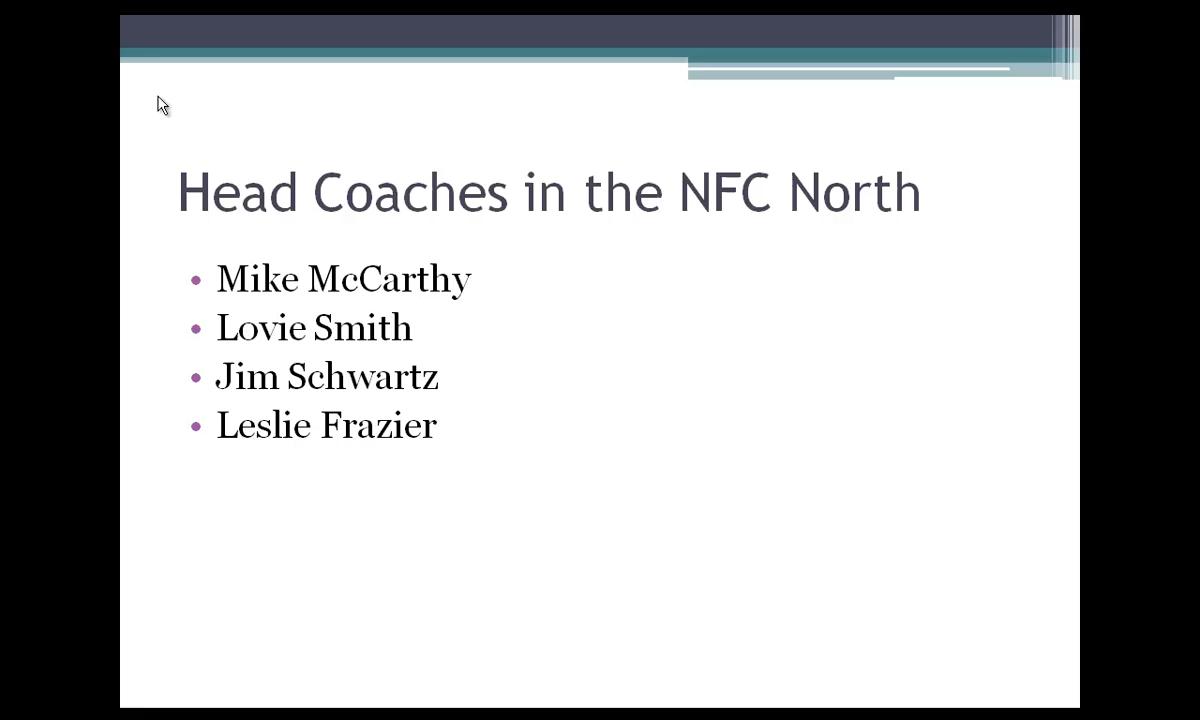 Head Coaches in the NFC North
• Mike McCarthy
• Lovie Smith
• Jim Schwartz
• Leslie Frazier